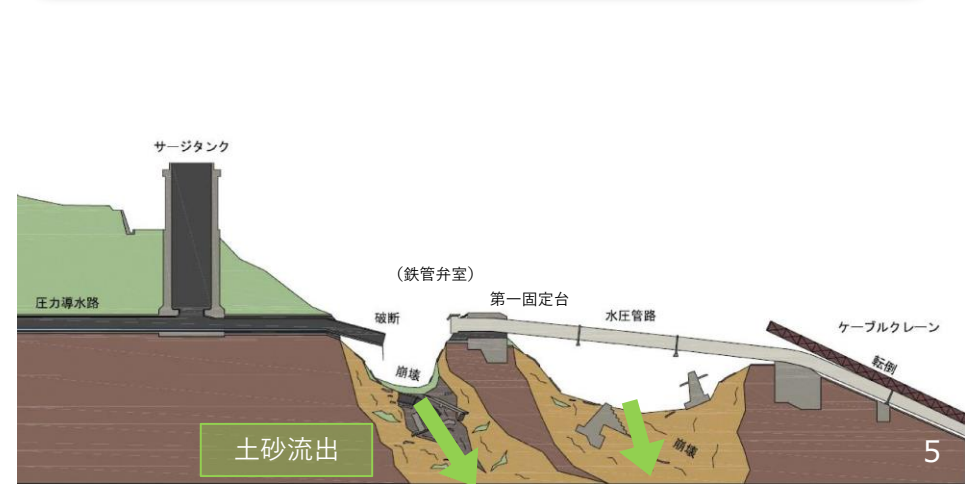 サージタンク
(鉄管弁室)
第一固定台
圧力導水路
破断
水圧管路
ケーブルクレーン
転倒
崩壊
崩壊
土砂流出
5